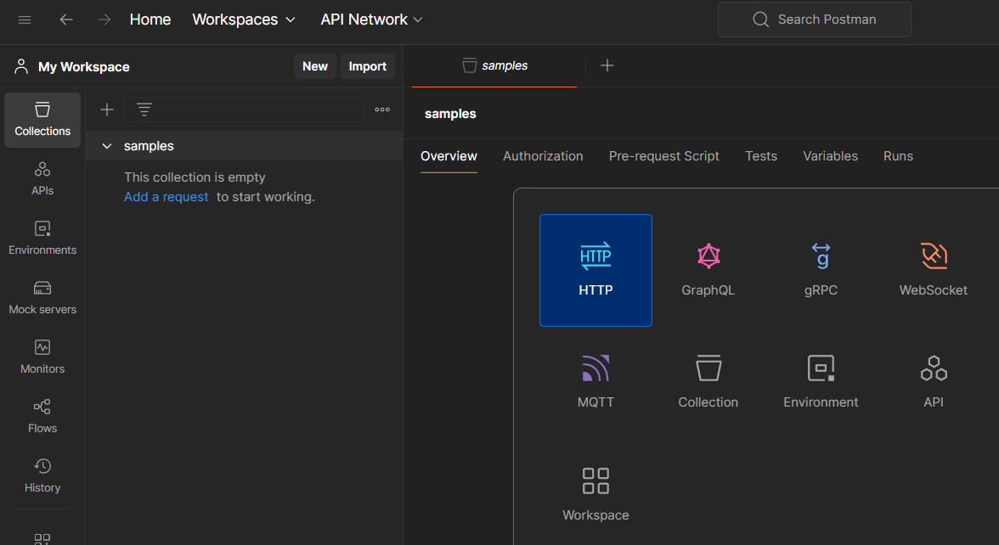 Home Workspaces API Network Search Postman
My Workspace New Import samples
Collections
samples
samples
This collection is empty
Add a request to start working.
APIs
Environments
Mock servers
Monitors
Flows
History
Overview Authorization Pre-request Script Tests Variables Runs
HTTP
HTTP GraphQL gRPC WebSocket
g
MQTT Collection Environment API
Workspace